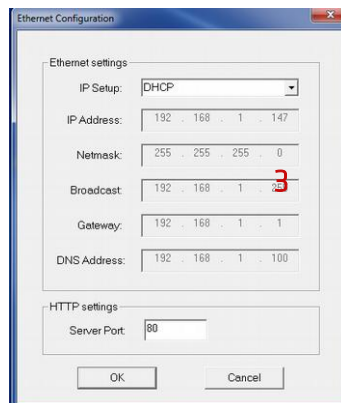 Ethernet Configuration
Ethernet settings
IP Setup: DHCP
IP Address: 192 . 168 . 1 . 147
Netmask: 255 . 255 . 255 . 0
Broadcast: 192 . 168 . 1 .
3
Gateway: 192 . 168 . 1 . 1
DNS Address: 192 . 168 . 1 . 100
HTTP settings
Server Port: 80
OK Cancel